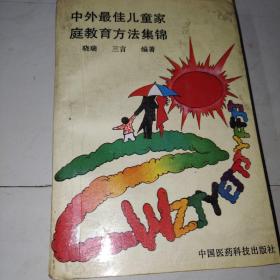 中外最佳儿童家
庭教育方法集锦
晓瑞 三言 编著
中国医药科技出版社